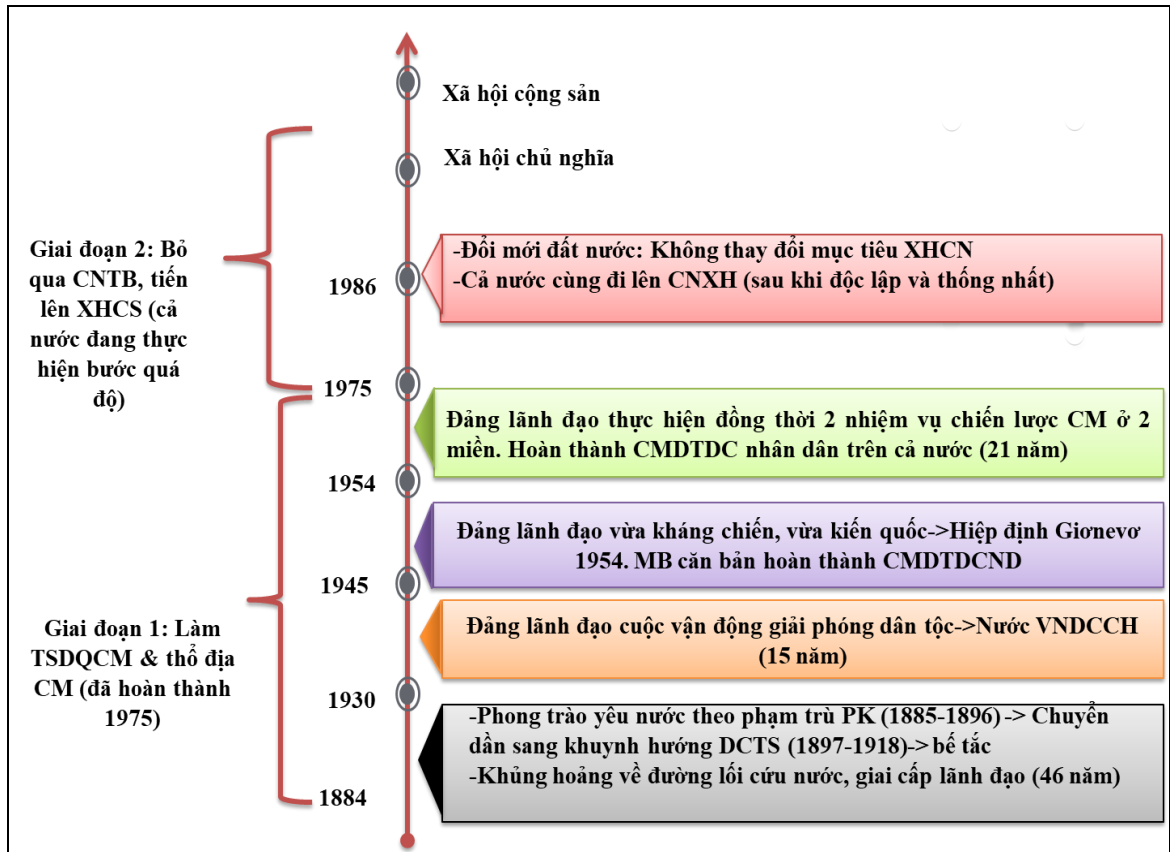 Xã hội cộng sản
Xã hội chủ nghĩa
Giai đoạn 2: Bỏ
qua CNTB, tiến
lên XHCS (cả
nước đang thực
hiện bước quá
độ)
-Đổi mới đất nước: Không thay đổi mục tiêu XHCN
-Cả nước cùng đi lên CNXH (sau khi độc lập và thống nhất)
1986
1975
Đảng lãnh đạo thực hiện đồng thời 2 nhiệm vụ chiến lược CM ở 2
miền. Hoàn thành CMDTDC nhân dân trên cả nước (21 năm)
1954
Đảng lãnh đạo vừa kháng chiến, vừa kiến quốc->Hiệp định Giơnevơ
1954. MB căn bản hoàn thành CMDTDCND
1945
Giai đoạn 1: Làm
TSDQCM & thổ địa
CM (đã hoàn thành
1975)
Đảng lãnh đạo cuộc vận động giải phóng dân tộc->Nước VNDCCH
(15 năm)
1930
-Phong trào yêu nước theo phạm trù PK (1885-1896) -> Chuyển
dần sang khuynh hướng DCTS (1897-1918)-> bế tắc
-Khủng hoảng về đường lối cứu nước, giai cấp lãnh đạo (46 năm)
1884